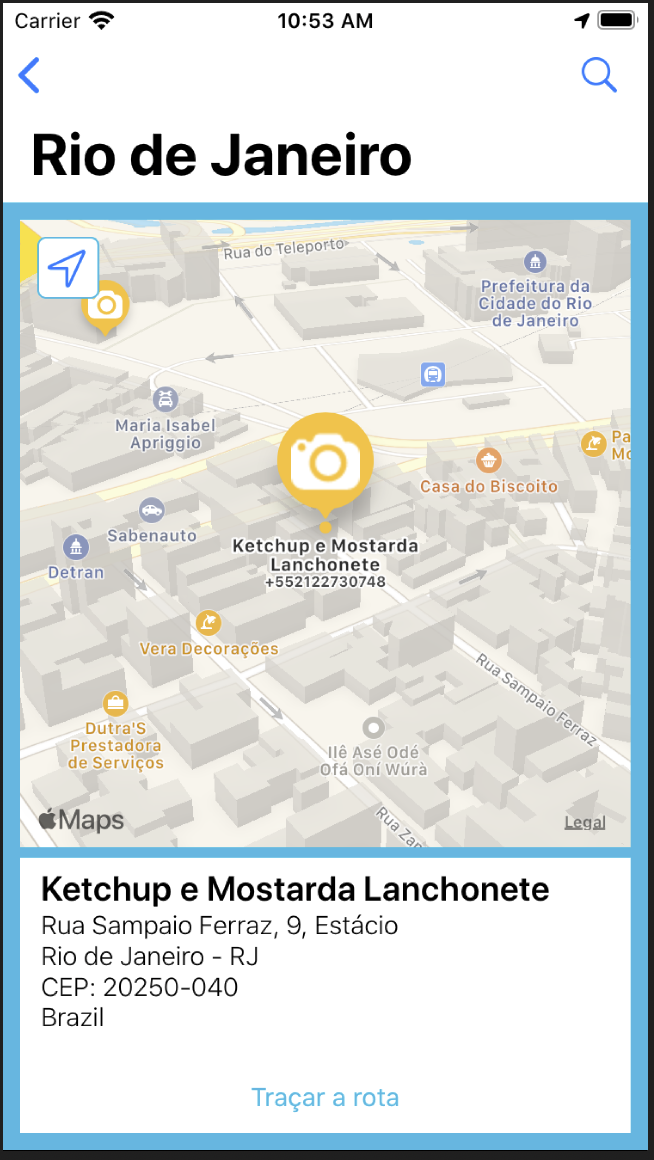 Carrier
10:53 AM
Rio de Janeiro
Rua do Teleporto
Prefeitura da
Cidade do Rio
de Janeiro
Maria Isabel
Apriggio
Pa
Mo
Casa do Biscoito
Sabenauto
Detran
Ketchup e Mostarda
Lanchonete
+552122730748
Vera Decorações
Rua Sampaio Ferraz
Dutra'S
Prestadora
de Serviços
Ilê Asé Odé
Ofá Oní Wúrà
Rua Zan
Maps
Legal
Ketchup e Mostarda Lanchonete
Rua Sampaio Ferraz, 9, Estácio
Rio de Janeiro - RJ
CEP: 20250-040
Brazil
Traçar a rota